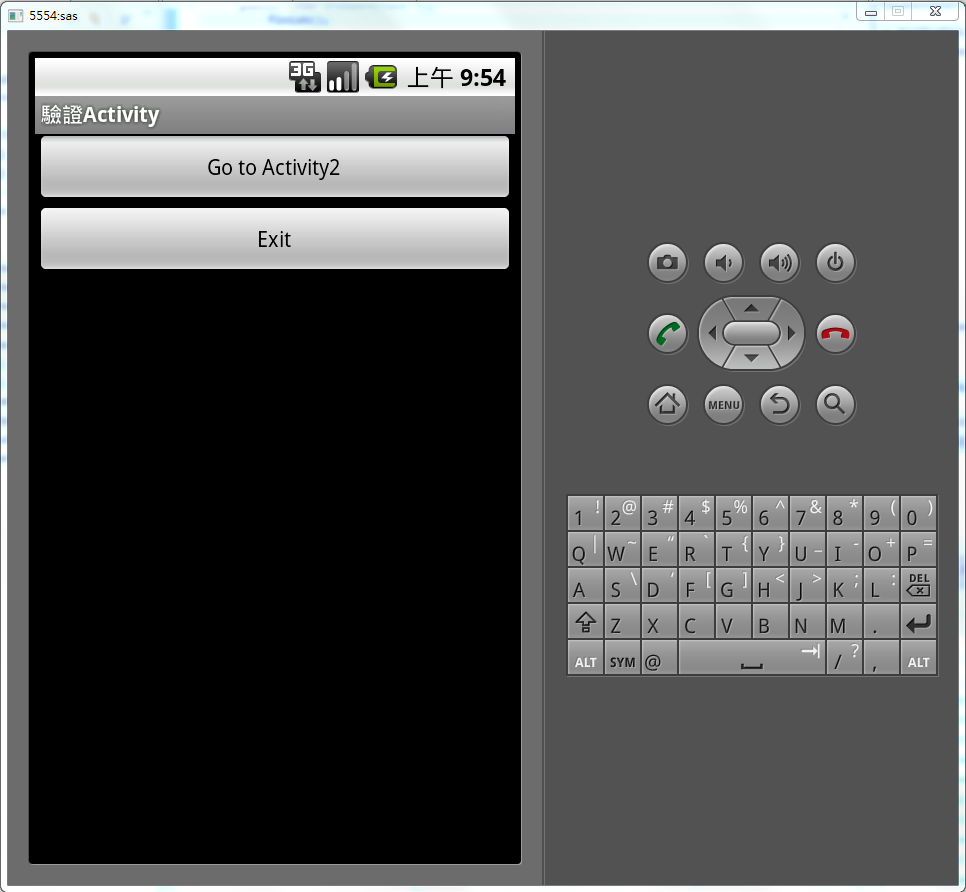 5554:sas
3G 上午 9:54
驗證Activity
Go to Activity2
Exit
MENU
1 ! 2 @ 3 # 4 $ 5 % 6 ^ 7 & 8 * 9 ( 0 )
Q | W ~ E “ R ` T { Y } U _ I - O + P =
A S \ D ‘ F [ G ] H < J > K ; L : DEL
Z X C V B N M .
ALT SYM @ / ? , ALT